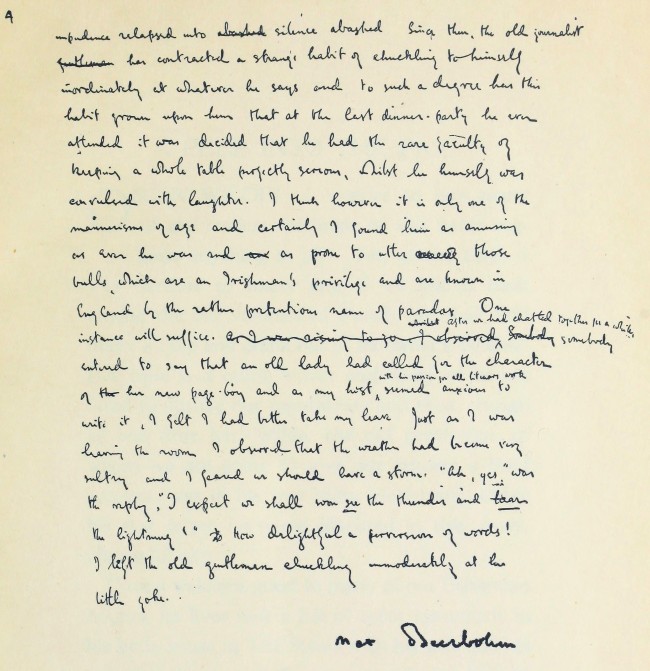 4
impudence relapsed into abashed silence abashed Since then, the old journalist
gentleman has contracted a strange habit of chuckling to himself
inordinately at whatever he says and to such a degree has this
habit grown upon him that at the last dinner-party he ever
attended it was decided that he had the rare faculty of
keeping a whole table perfectly serious, whilst he himself was
convulsed with laughter. I think however it is only one of the
mannerisms of age and certainly I found him as amusing
as ever he was and as prone to utter those
bulls, which are an Irishman's privilege and are known in
England by the rather pretentious name of paradox. One
after we had chatted together for a while,
instance will suffice. As I was rising to go, I observed, Somebody somebody
entered to say that an old lady had called for the character
with his passion for all literary work
of the her new page-boy and as my host, seemed anxious to
write it, I felt I had better take my leave Just as I was
leaving the room I observed that the weather had become very
sultry and I feared we should have a storm. "Ah, yes," was
the reply, "I expect we shall soon see the thunder and hear
the lightning!" How delightful a perversion of words!
I left the old gentleman chuckling immoderately at his
little joke.
Max Beerbohm